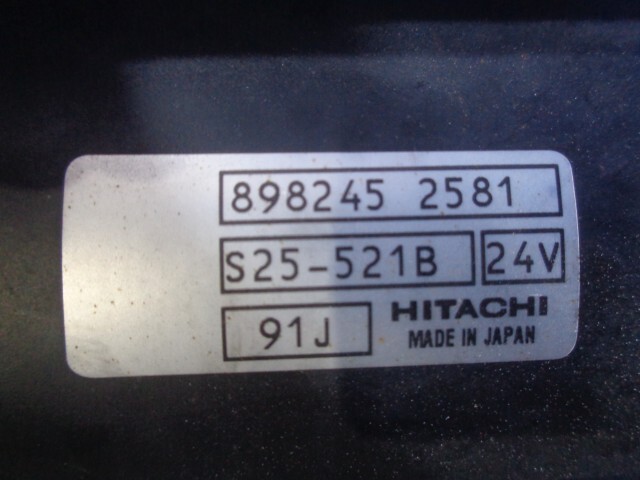 898245 2581
S25-521B 24V
91J HITACHI
MADE IN JAPAN